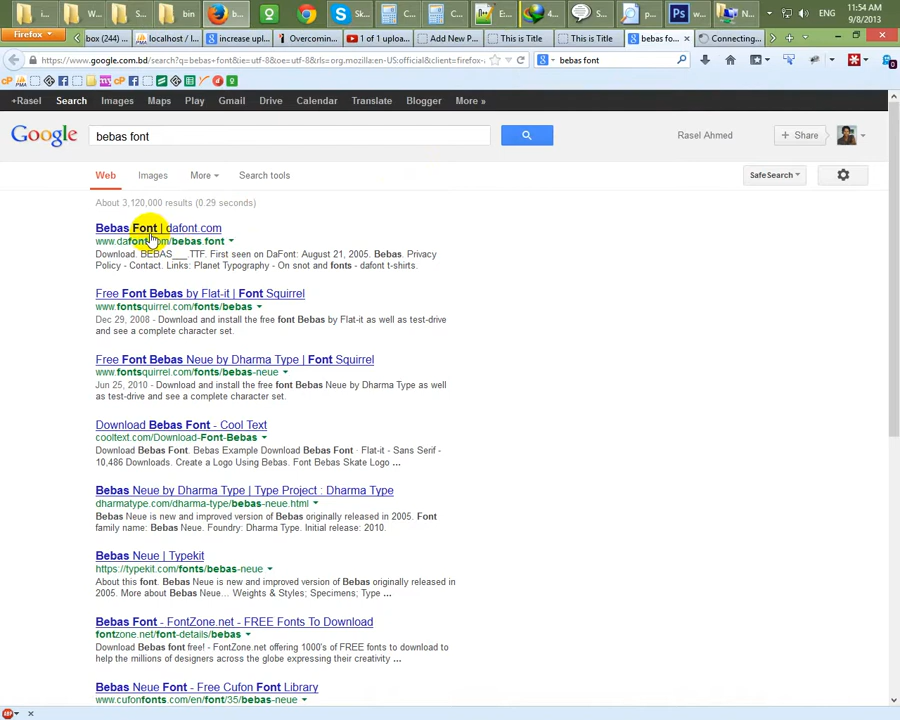 i...
W...
S...
bin
b...
Sk...
C...
C...
E...
4...
S...
p...
w...
N...
ENG
11:54 AM
9/8/2013
Firefox
box (244) ...
localhost / l...
increase upl...
Overcomin...
1 of 1 uploa...
Add New P...
This is Title
This is Title
bebas fo...
Connecting...
https://www.google.com.bd/search?q=bebas+font&ie=utf-8&oe=utf-8&rls=org.mozilla:en-US:official&client=firefox-
bebas font
+Rasel Search Images Maps Play Gmail Drive Calendar Translate Blogger More »
Google
bebas font
Rasel Ahmed
+ Share
Web Images More Search tools
SafeSearch
About 3,120,000 results (0.29 seconds)
Bebas Font | dafont.com
www.dafont.com/bebas.font
Download. BEBAS___.TTF. First seen on DaFont: August 21, 2005. Bebas. Privacy
Policy - Contact. Links: Planet Typography - On snot and fonts - dafont t-shirts.
Free Font Bebas by Flat-it | Font Squirrel
www.fontsquirrel.com/fonts/bebas
Dec 29, 2008 - Download and install the free font Bebas by Flat-it as well as test-drive
and see a complete character set.
Free Font Bebas Neue by Dharma Type | Font Squirrel
www.fontsquirrel.com/fonts/bebas-neue
Jun 25, 2010 - Download and install the free font Bebas Neue by Dharma Type as well
as test-drive and see a complete character set.
Download Bebas Font - Cool Text
cooltext.com/Download-Font-Bebas
Download Bebas Font. Bebas Example Download Bebas Font · Flat-it - Sans Serif -
10,486 Downloads. Create a Logo Using Bebas. Font Bebas Skate Logo ...
Bebas Neue by Dharma Type | Type Project : Dharma Type
dharmatype.com/dharma-type/bebas-neue.html
Bebas Neue is new and improved version of Bebas originally released in 2005. Font
family name: Bebas Neue. Foundry: Dharma Type. Initial release: 2010.
Bebas Neue | Typekit
https://typekit.com/fonts/bebas-neue
About this font. Bebas Neue is new and improved version of Bebas originally released in
2005. More about Bebas Neue... Weights & Styles; Specimens; Type ...
Bebas Font - FontZone.net - FREE Fonts To Download
fontzone.net/font-details/bebas
Download Bebas font free! - FontZone.net offering 1000's of FREE fonts to download to
help the millions of designers across the globe expressing their creativity ...
Bebas Neue Font - Free Cufon Font Library
www.cufonfonts.com/en/font/35/bebas-neue